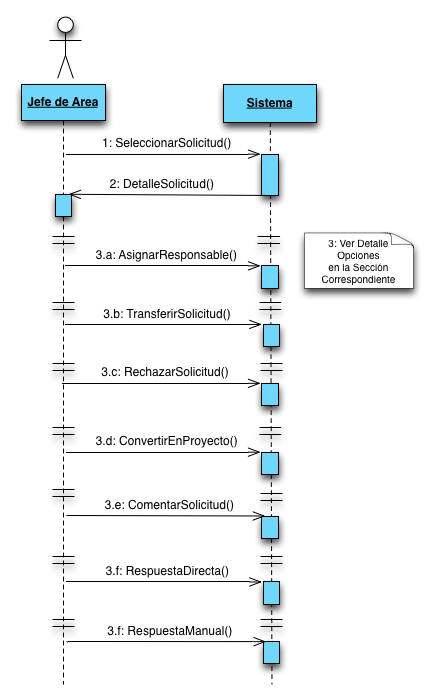 Jefe de Area
Sistema
1: SeleccionarSolicitud()
2: DetalleSolicitud()
3: Ver Detalle
Opciones
en la Sección
Correspondiente
3.a: AsignarResponsable()
3.b: TransferirSolicitud()
3.c: RechazarSolicitud()
3.d: ConvertirEnProyecto()
3.e: ComentarSolicitud()
3.f: RespuestaDirecta()
3.f: RespuestaManual()